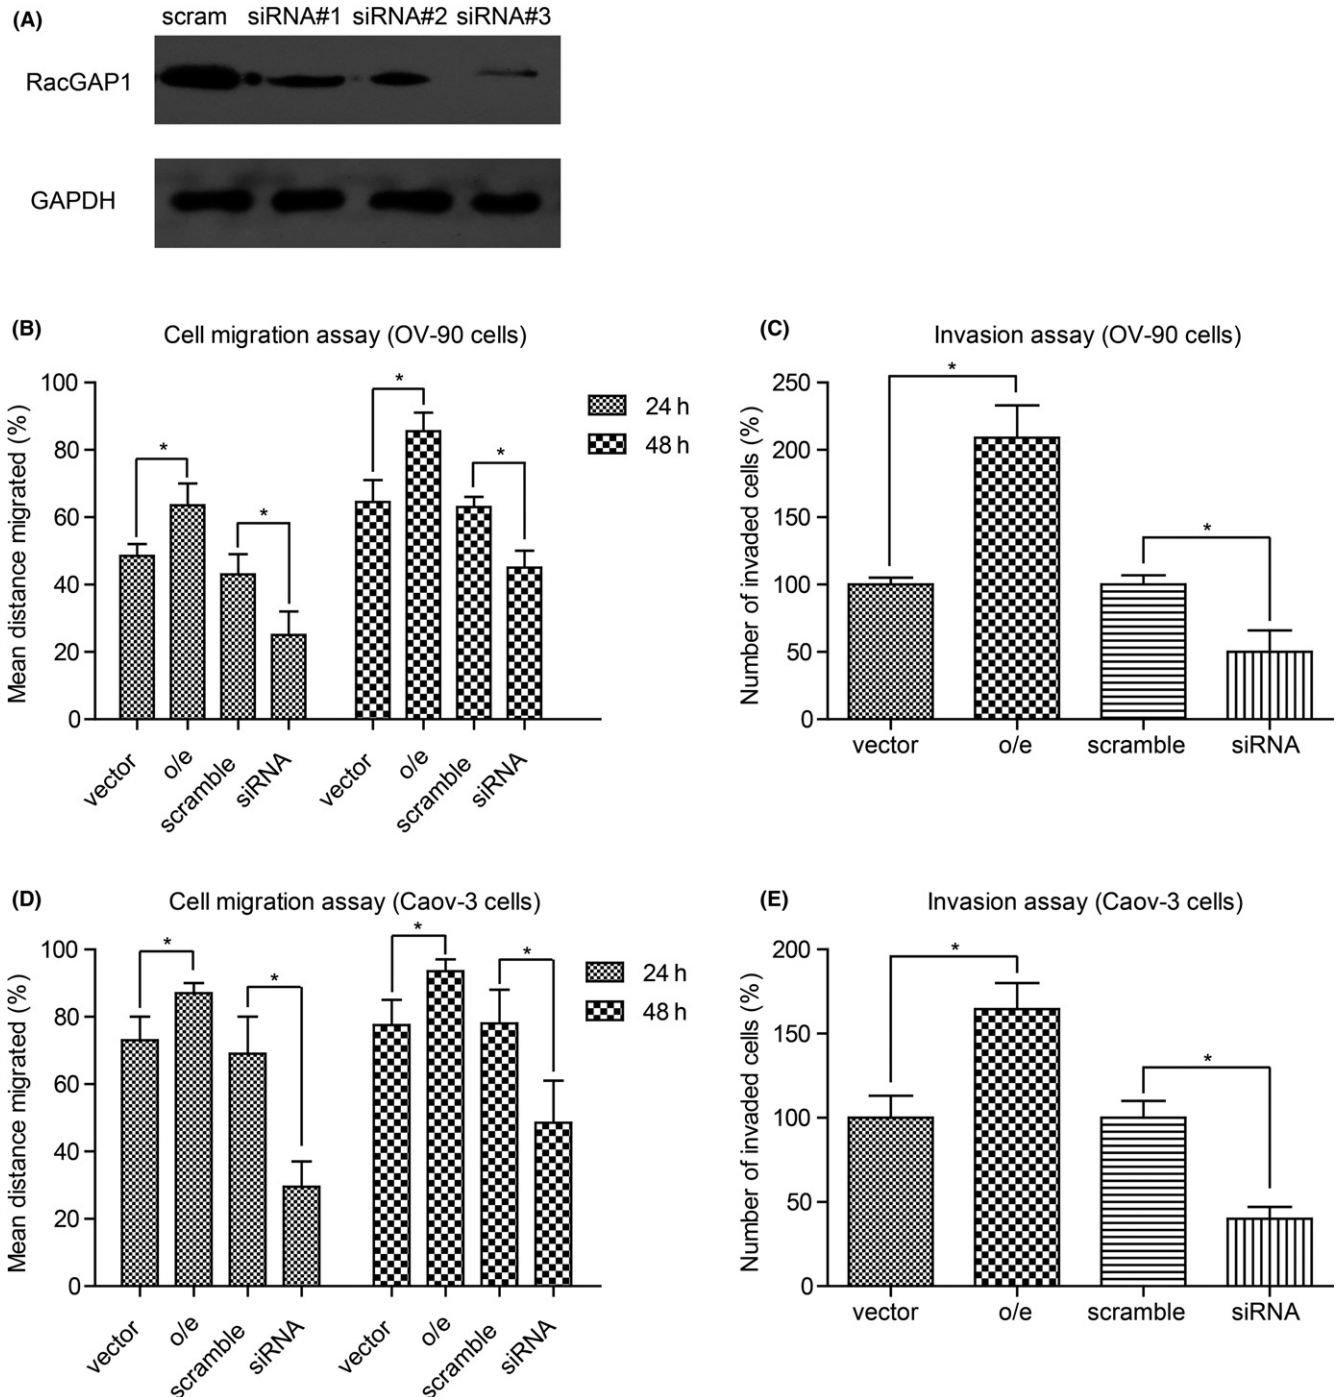 (A)
scram siRNA#1 siRNA#2 siRNA#3
RacGAP1
GAPDH
(B)
Cell migration assay (OV-90 cells)
Mean distance migrated (%)
100
80
60
40
20
0
* * * *
24 h
48 h
vector o/e scramble siRNA vector o/e scramble siRNA
(C)
Invasion assay (OV-90 cells)
Number of invaded cells (%)
250
200
150
100
50
0
* *
vector o/e scramble siRNA
(D)
Cell migration assay (Caov-3 cells)
Mean distance migrated (%)
100
80
60
40
20
0
* * * *
24 h
48 h
vector o/e scramble siRNA vector o/e scramble siRNA
(E)
Invasion assay (Caov-3 cells)
Number of invaded cells (%)
200
150
100
50
0
* *
vector o/e scramble siRNA